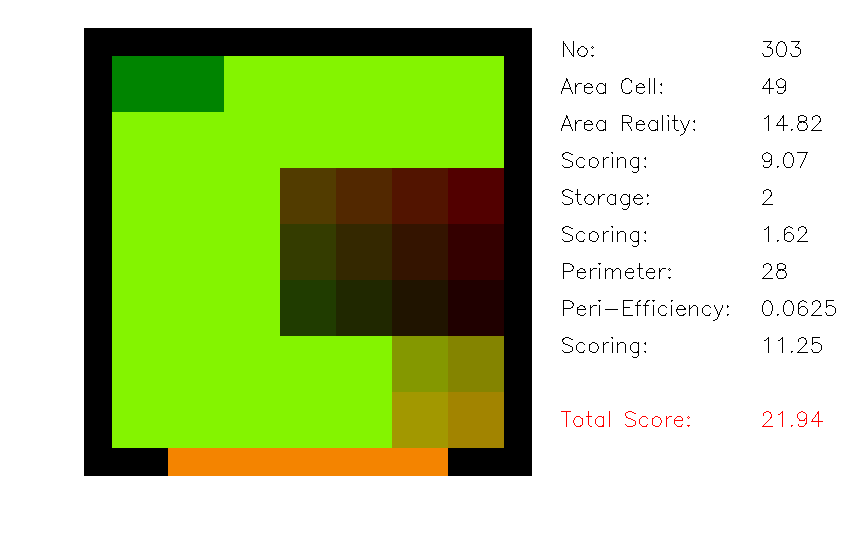 No: 303
Area Cell: 49
Area Reality: 14.82
Scoring: 9.07
Storage: 2
Scoring: 1.62
Perimeter: 28
Peri-Efficiency: 0.0625
Scoring: 11.25
Total Score: 21.94